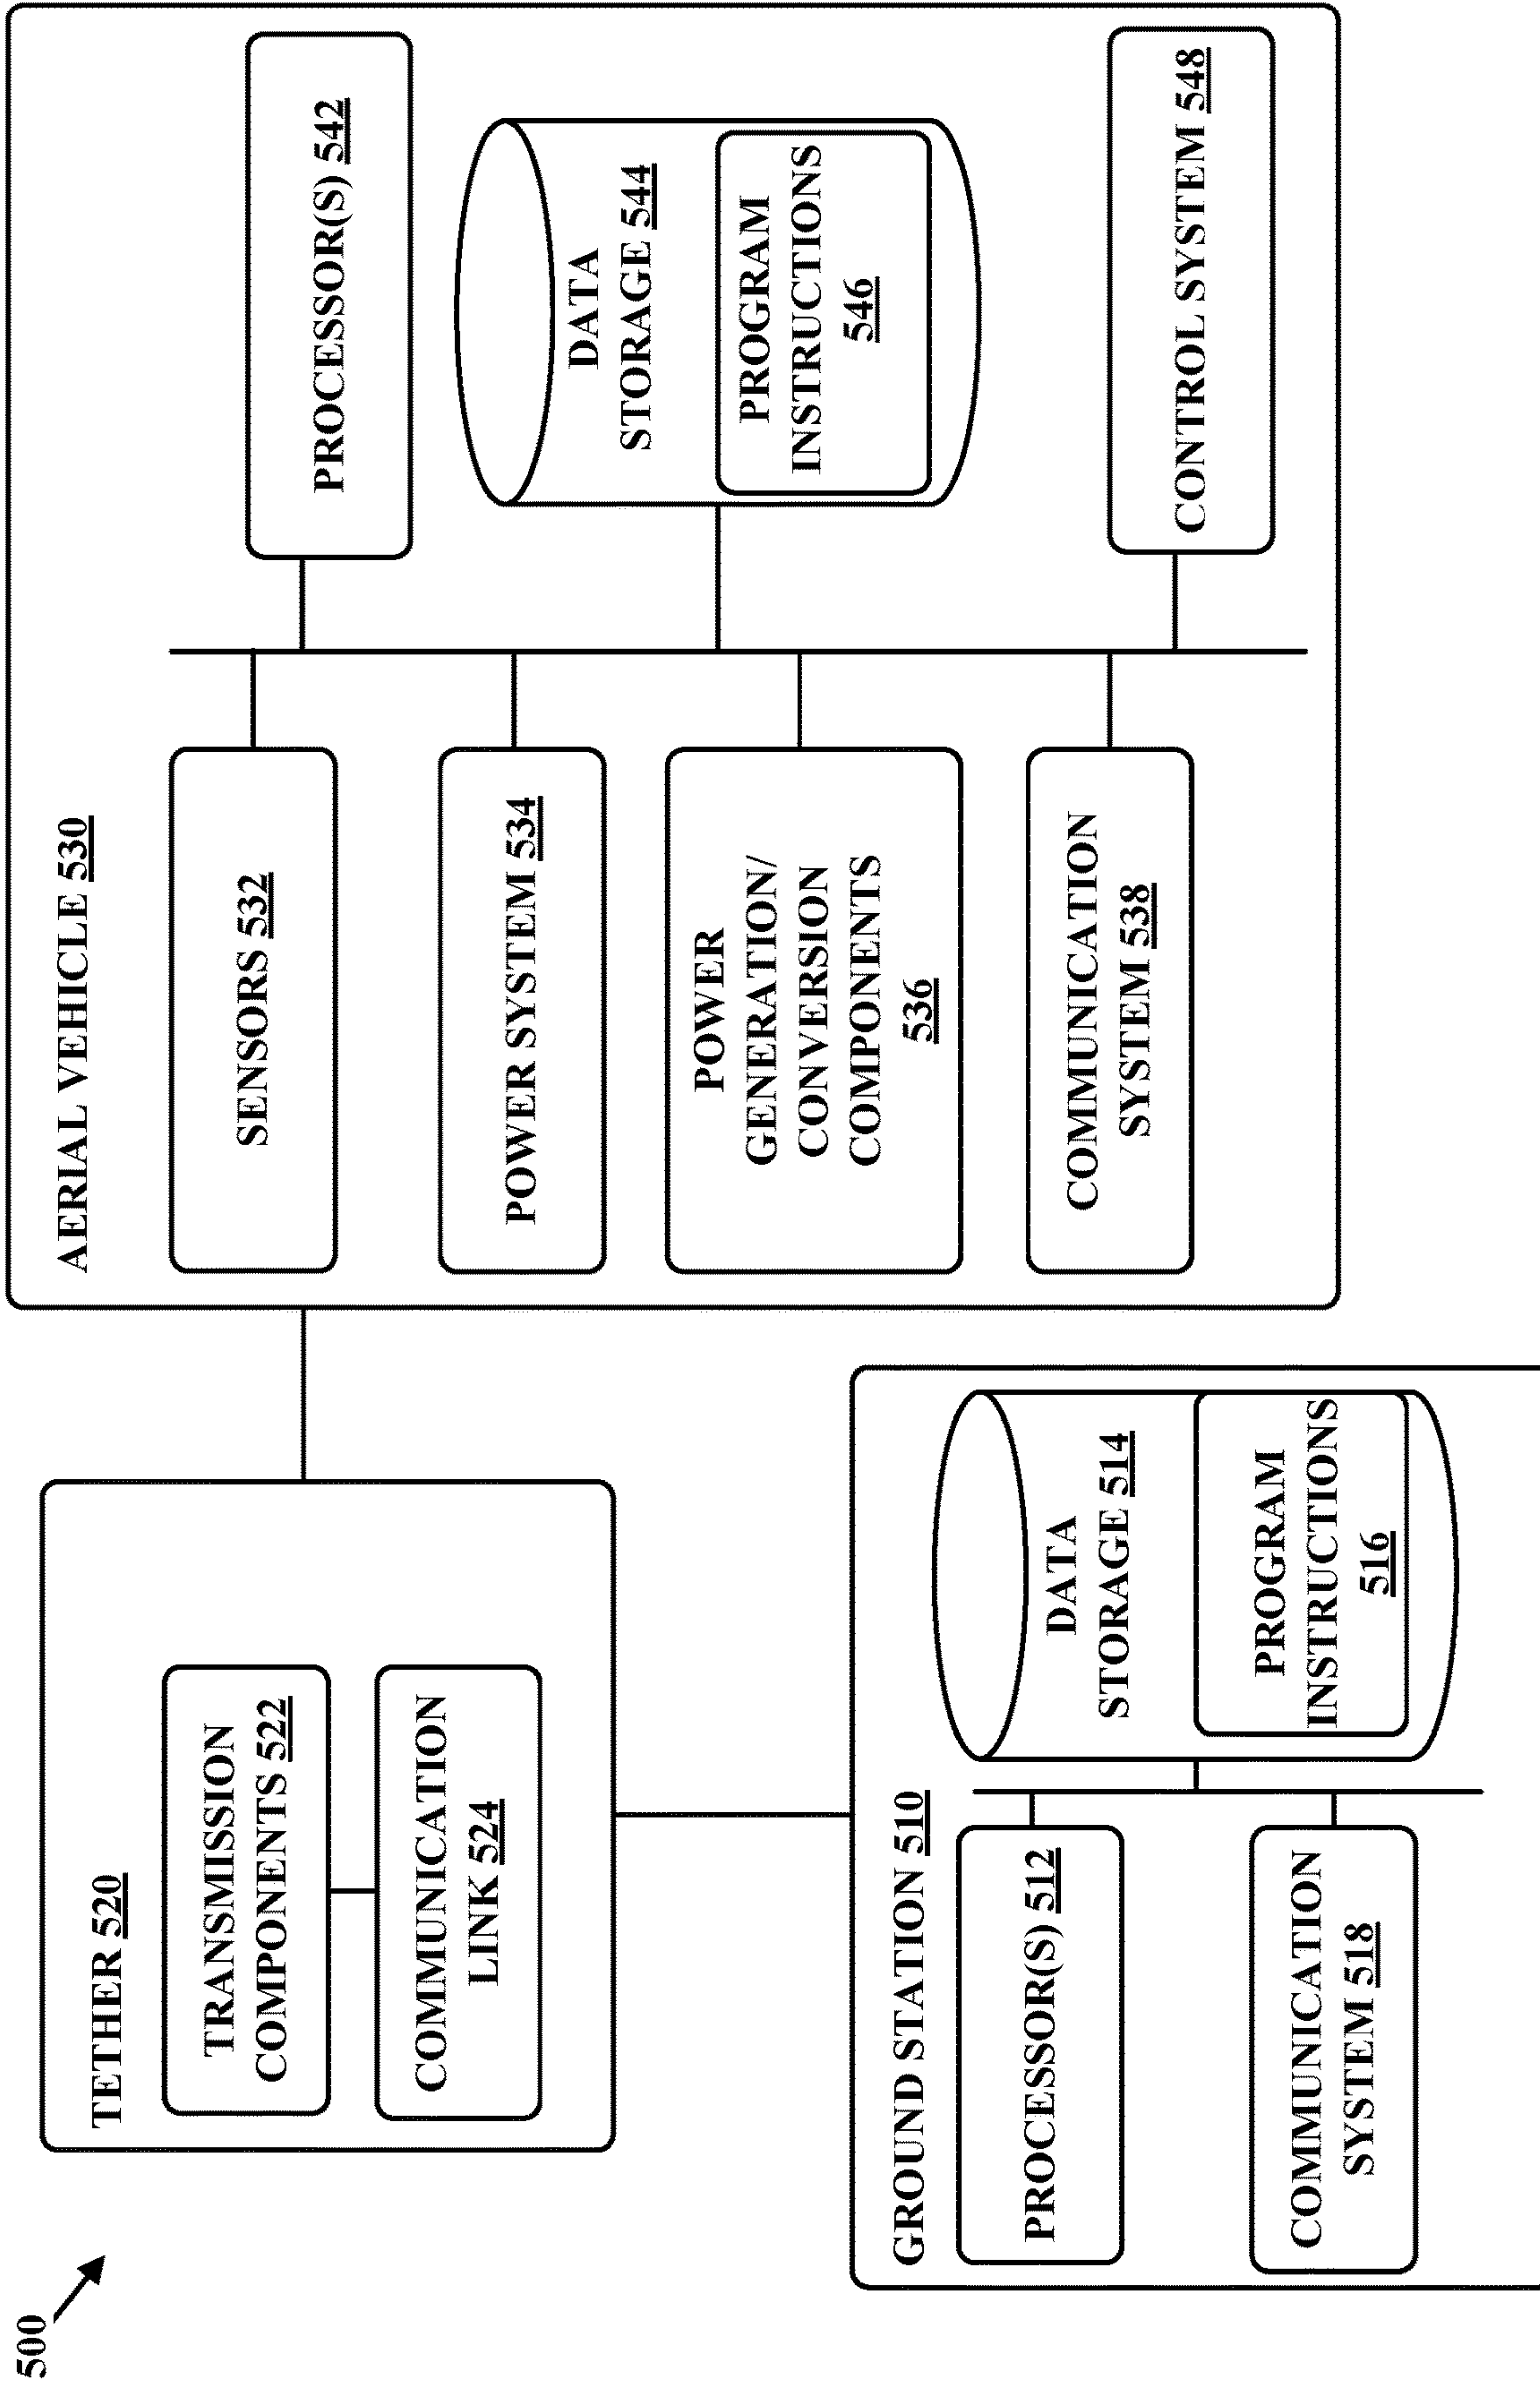 500
TETHER 520
TRANSMISSION
COMPONENTS 522
COMMUNICATION
LINK 524
GROUND STATION 510
PROCESSOR(S) 512
COMMUNICATION
SYSTEM 518
DATA
STORAGE 514
PROGRAM
INSTRUCTIONS
516
AERIAL VEHICLE 530
SENSORS 532
POWER SYSTEM 534
POWER
GENERATION/
CONVERSION
COMPONENTS
536
COMMUNICATION
SYSTEM 538
PROCESSOR(S) 542
DATA
STORAGE 544
PROGRAM
INSTRUCTIONS
546
CONTROL SYSTEM 548